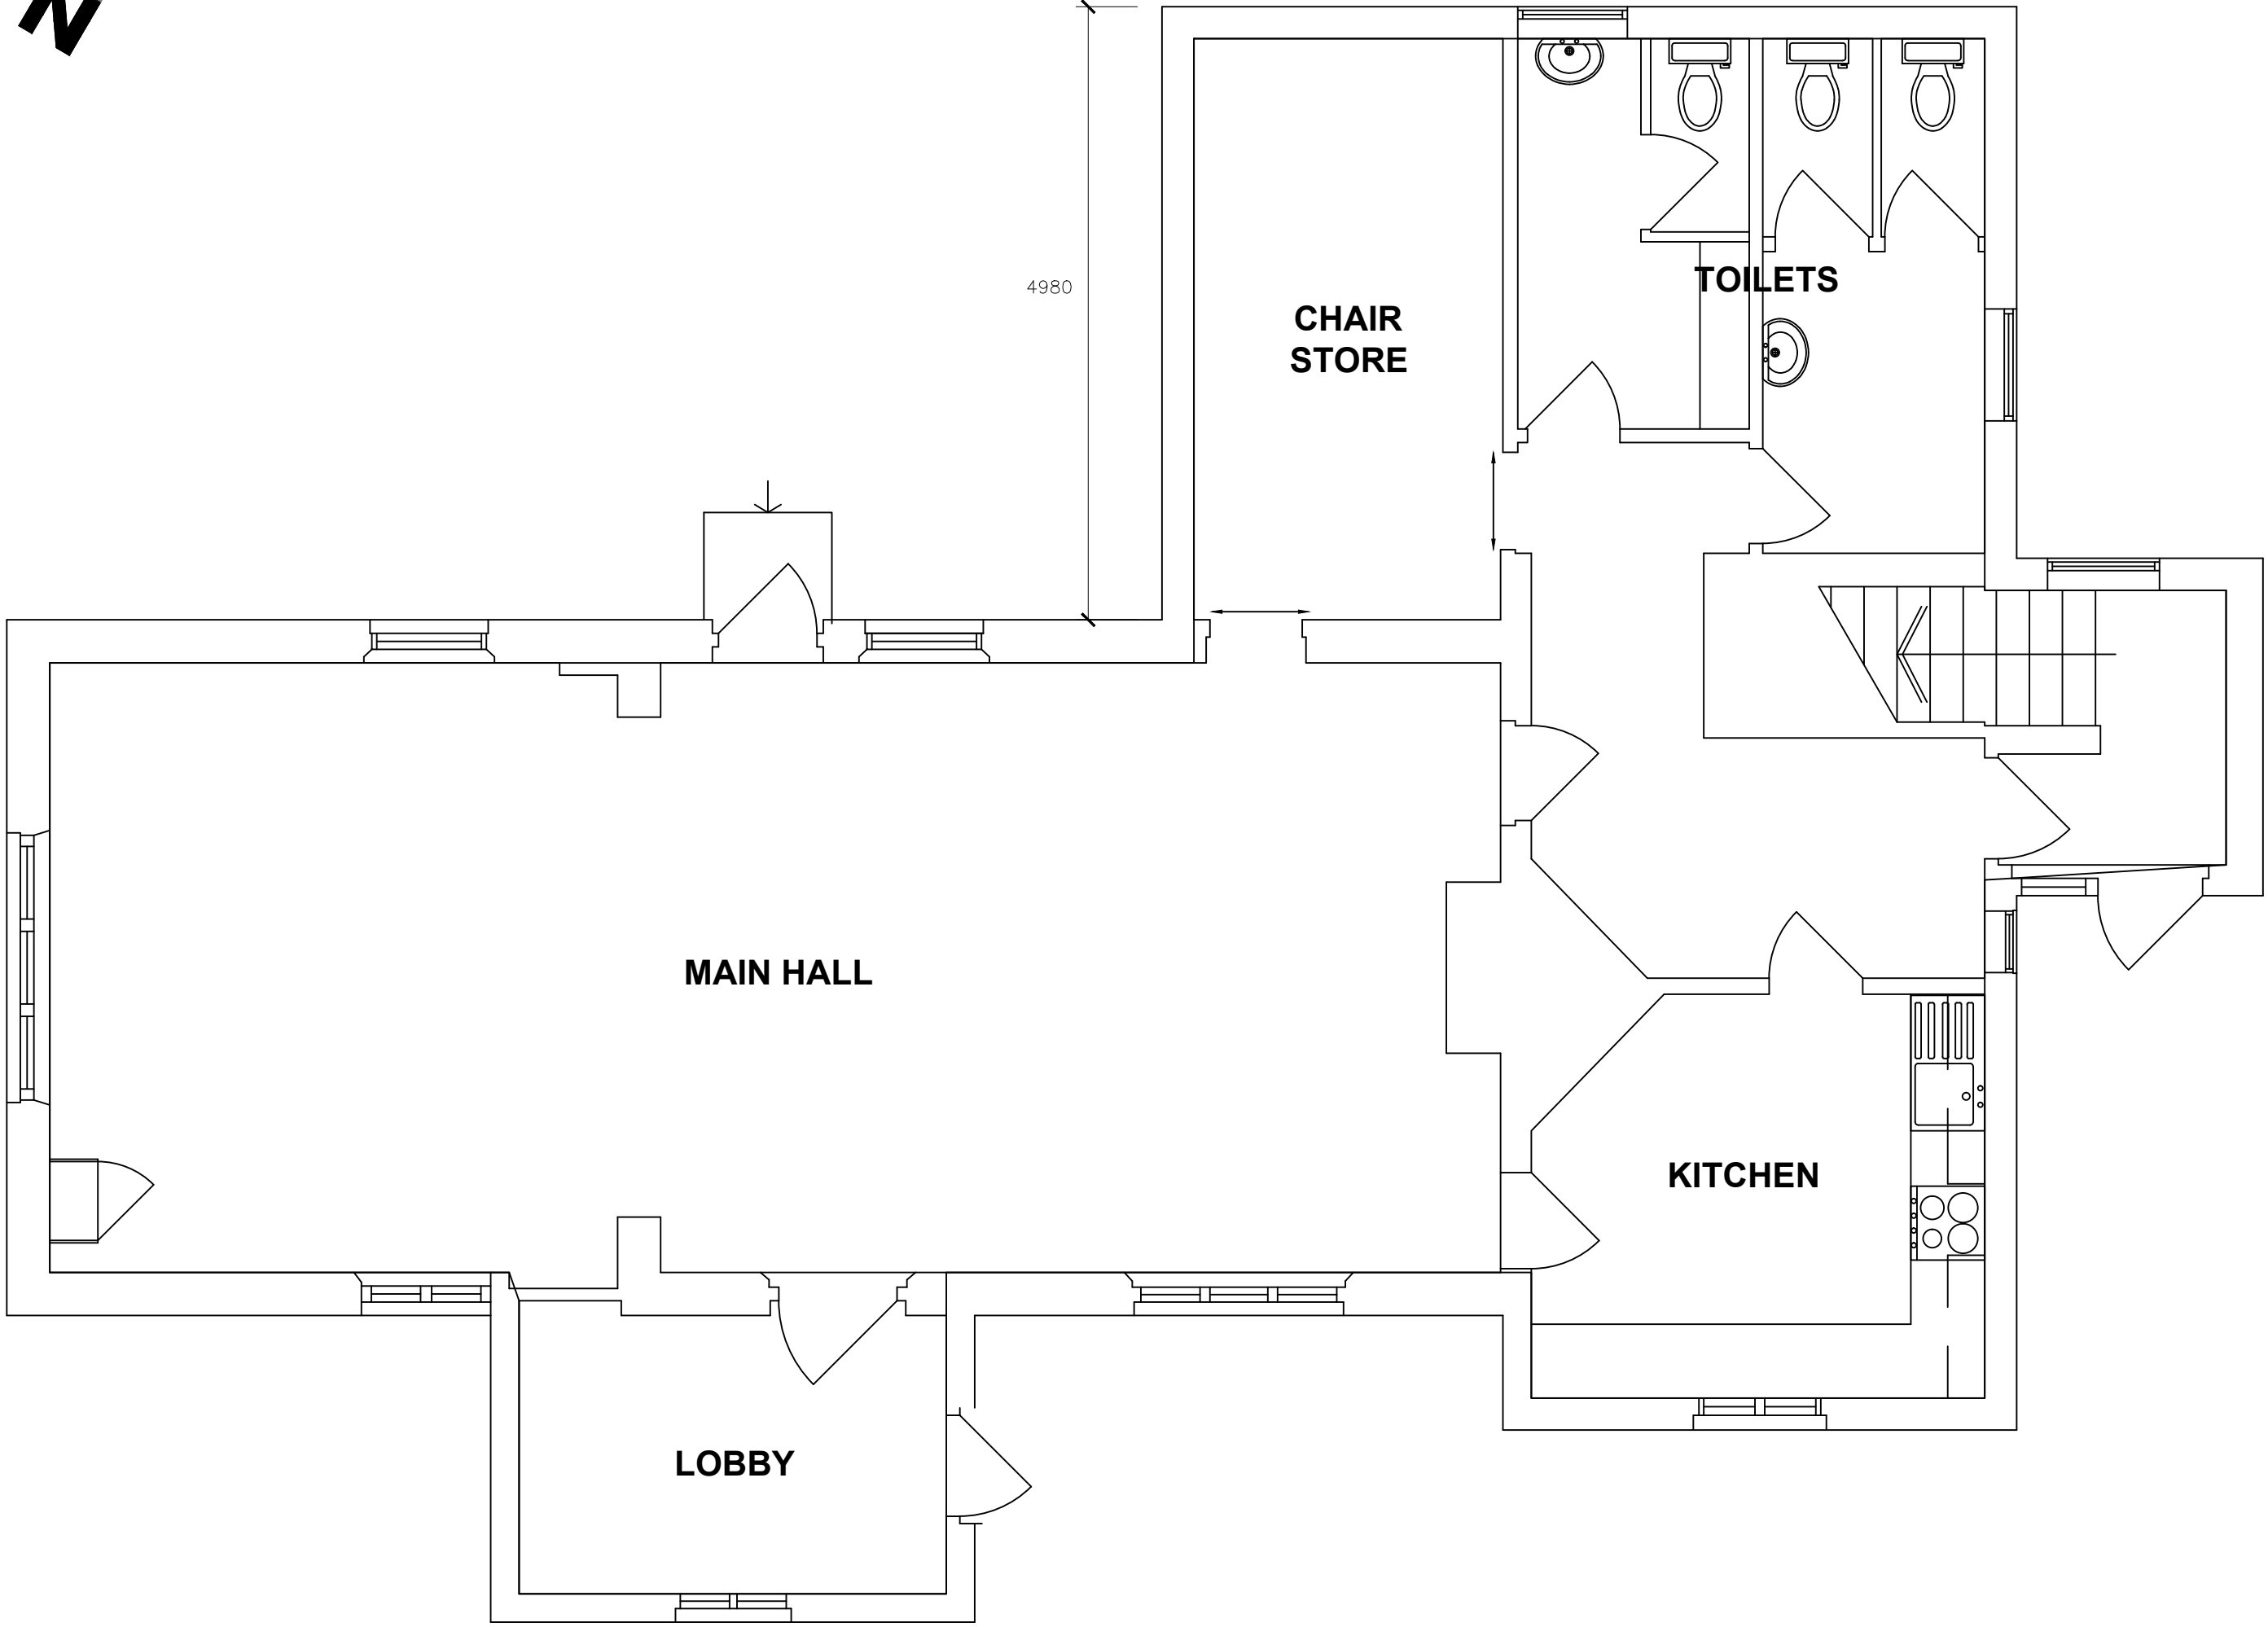 N
4980
CHAIR
STORE
TOILETS
MAIN HALL
KITCHEN
LOBBY